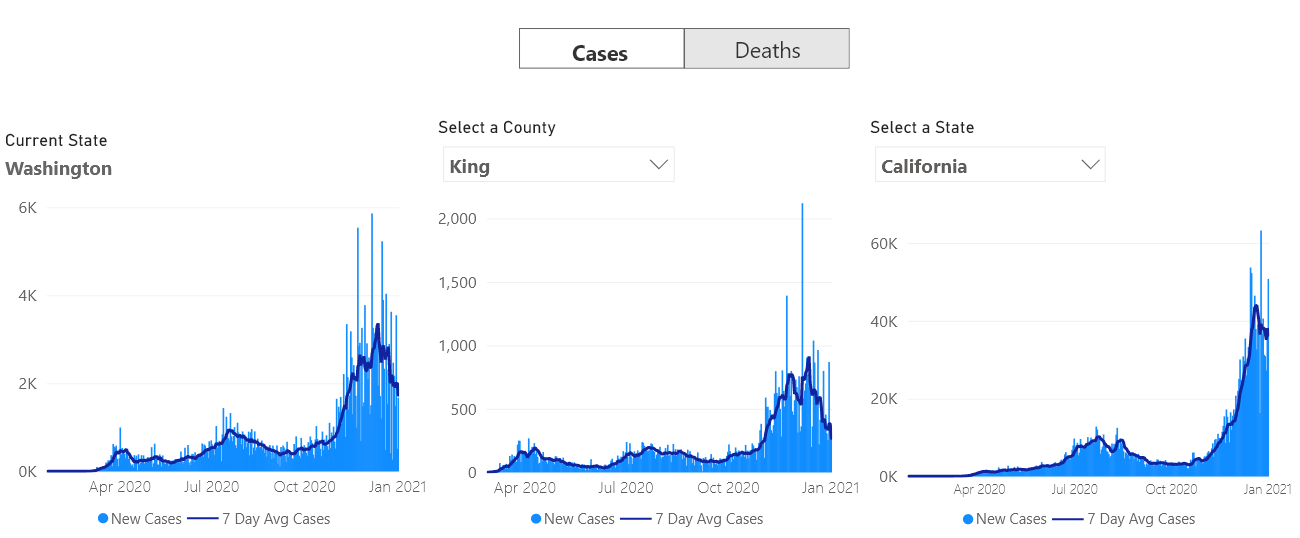 Cases Deaths
Current State
Washington
6K
4K
2K
0K
Apr 2020 Jul 2020 Oct 2020 Jan 2021
New Cases 7 Day Avg Cases
Select a County
King
2,000
1,500
1,000
500
0
Apr 2020 Jul 2020 Oct 2020 Jan 2021
New Cases 7 Day Avg Cases
Select a State
California
60K
40K
20K
0K
Apr 2020 Jul 2020 Oct 2020 Jan 2021
New Cases 7 Day Avg Cases